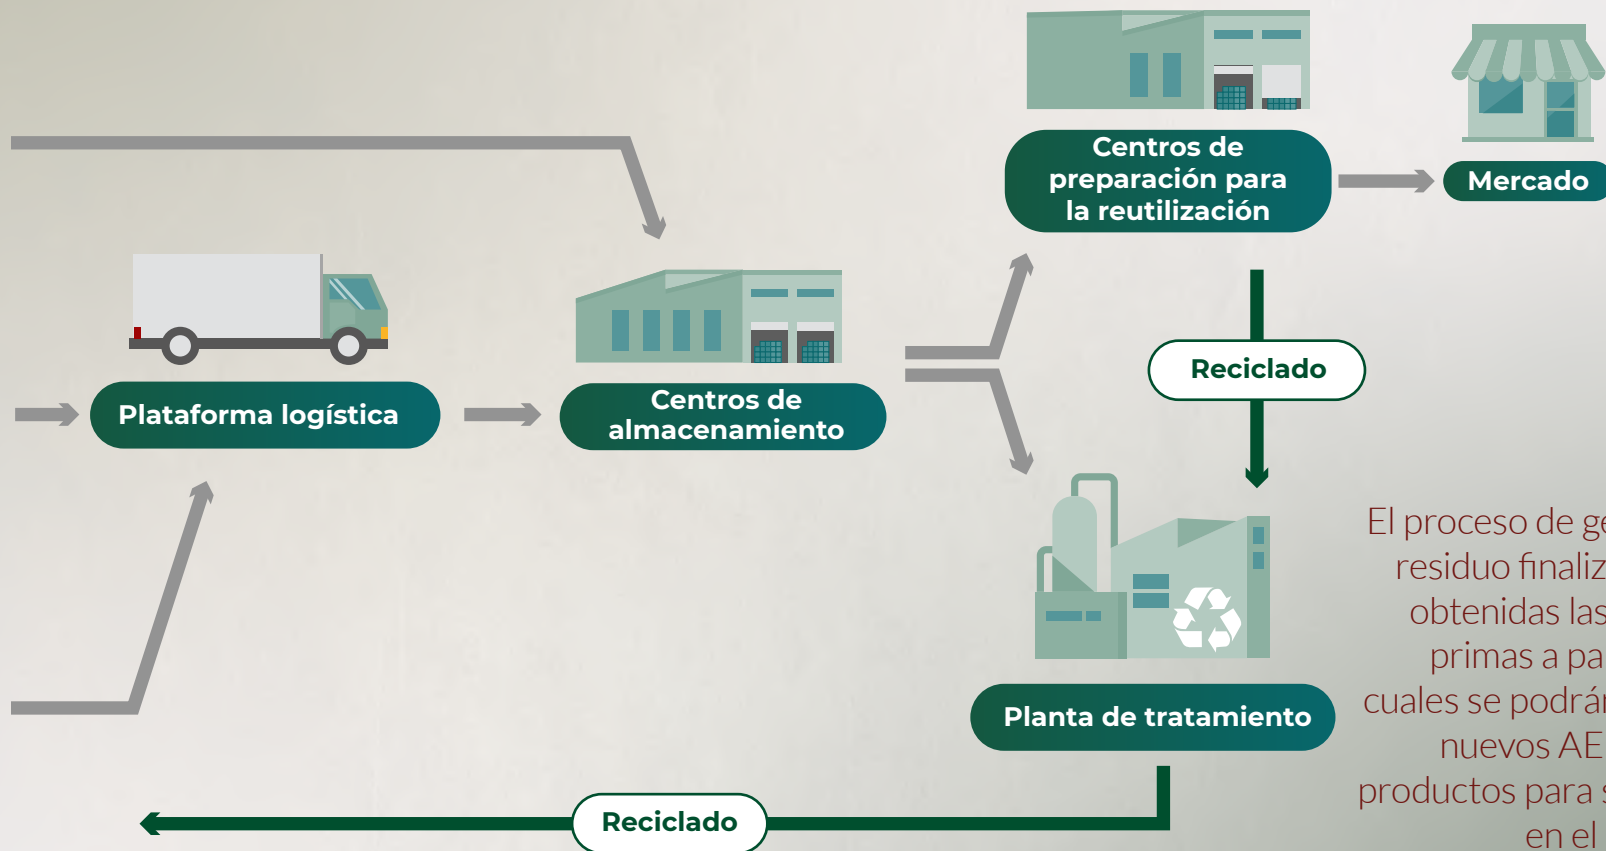 Centros de
preparación para
la reutilización
Mercado
Plataforma logística
Centros de
almacenamiento
Reciclado
Planta de tratamiento
Reciclado
El proceso de ge
residuo finaliz
obtenidas las
primas a pa
cuales se podrá
nuevos AE
productos para s
en el